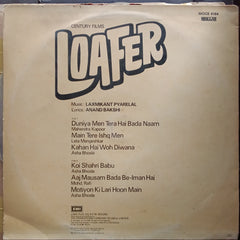 CENTURY FILMS
LOAFER
Music: LAXMIKANT PYARELAL
Lyrics: ANAND BAKSHI
Duniya Men Tera Hai Bada Naam
Mahendra Kapoor
Main Tere Ishq Men
Lata Mangeshkar
Kahan Hai Woh Diwana
Asha Bhosle
Koi Shahri Babu
Asha Bhosle
Aaj Mausam Bada Be-Iman Hai
Mohd. Rafi
Motiyon Ki Lari Hoon Main
Asha Bhosle
EMI